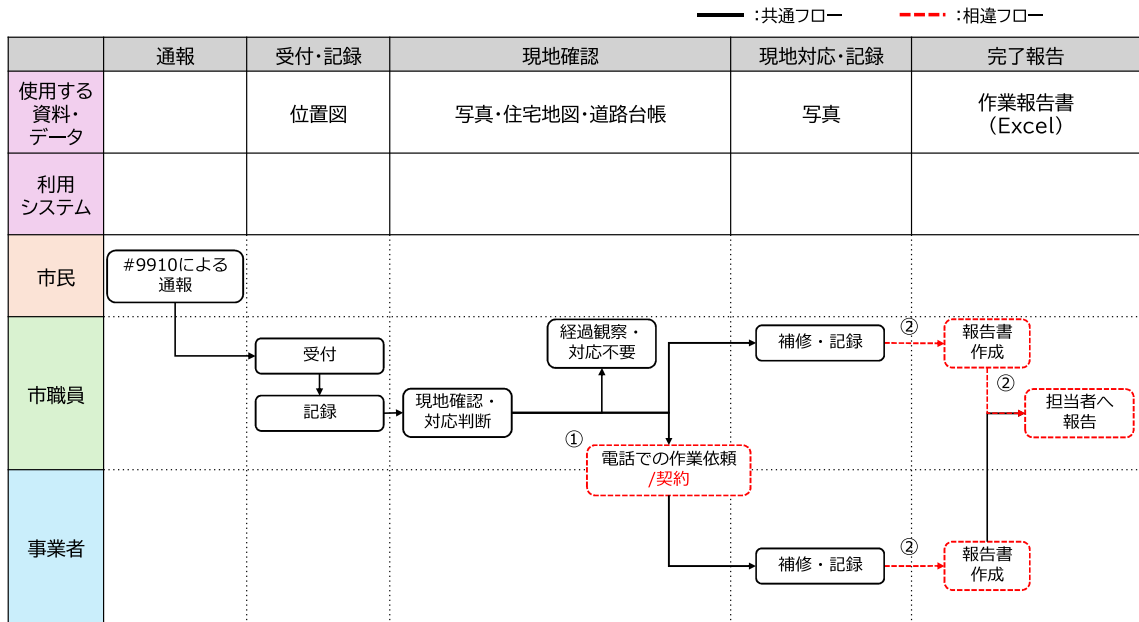 :共通フロー
:相違フロー
通報
受付・記録
現地確認
現地対応・記録
完了報告
使用する
資料・
データ
位置図
写真・住宅地図・道路台帳
写真
作業報告書
（Excel）
利用
システム
市民
#9910による
通報
市職員
受付
記録
現地確認・
対応判断
経過観察・
対応不要
①
電話での作業依頼
/契約
補修・記録
②
報告書
作成
②
担当者へ
報告
事業者
補修・記録
②
報告書
作成